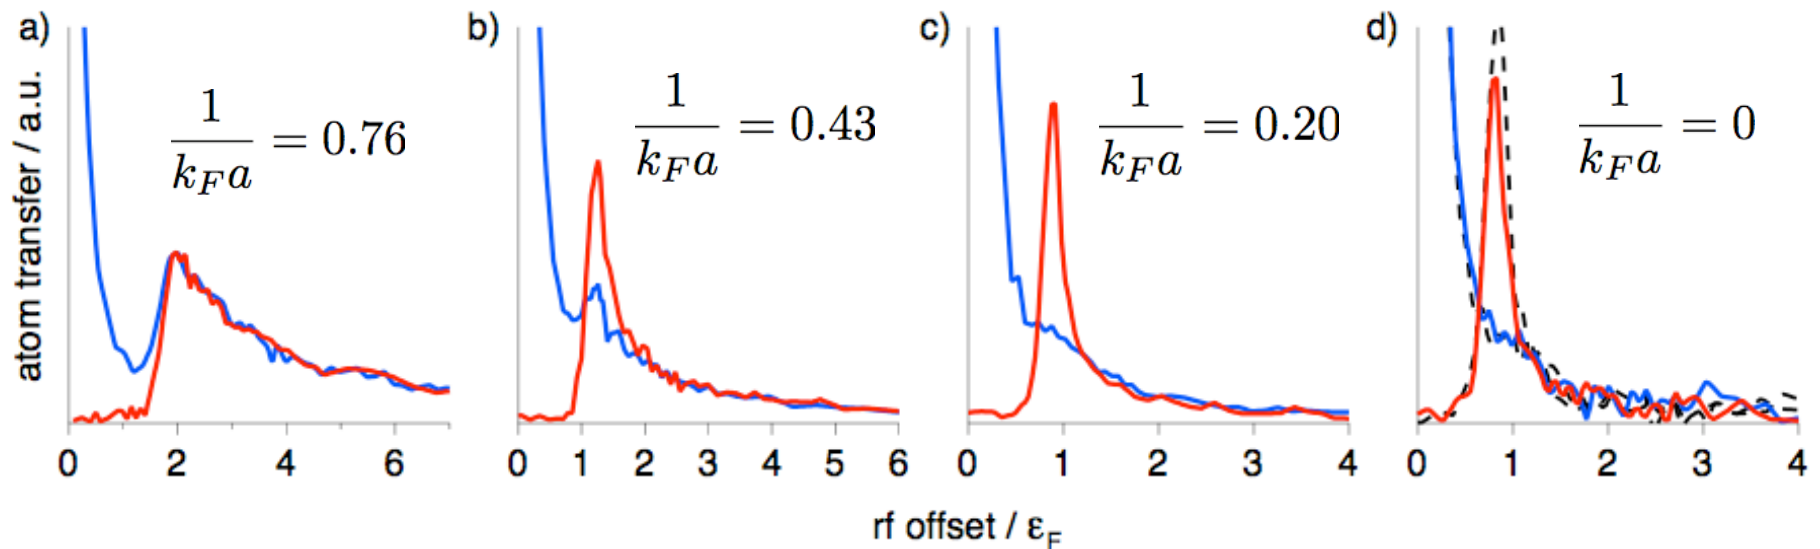 a)
atom transfer / a.u.
1/(k_F a) = 0.76
0 2 4 6
b)
1/(k_F a) = 0.43
0 1 2 3 4 5 6
c)
1/(k_F a) = 0.20
0 1 2 3 4
d)
1/(k_F a) = 0
0 1 2 3 4
rf offset / ε_F